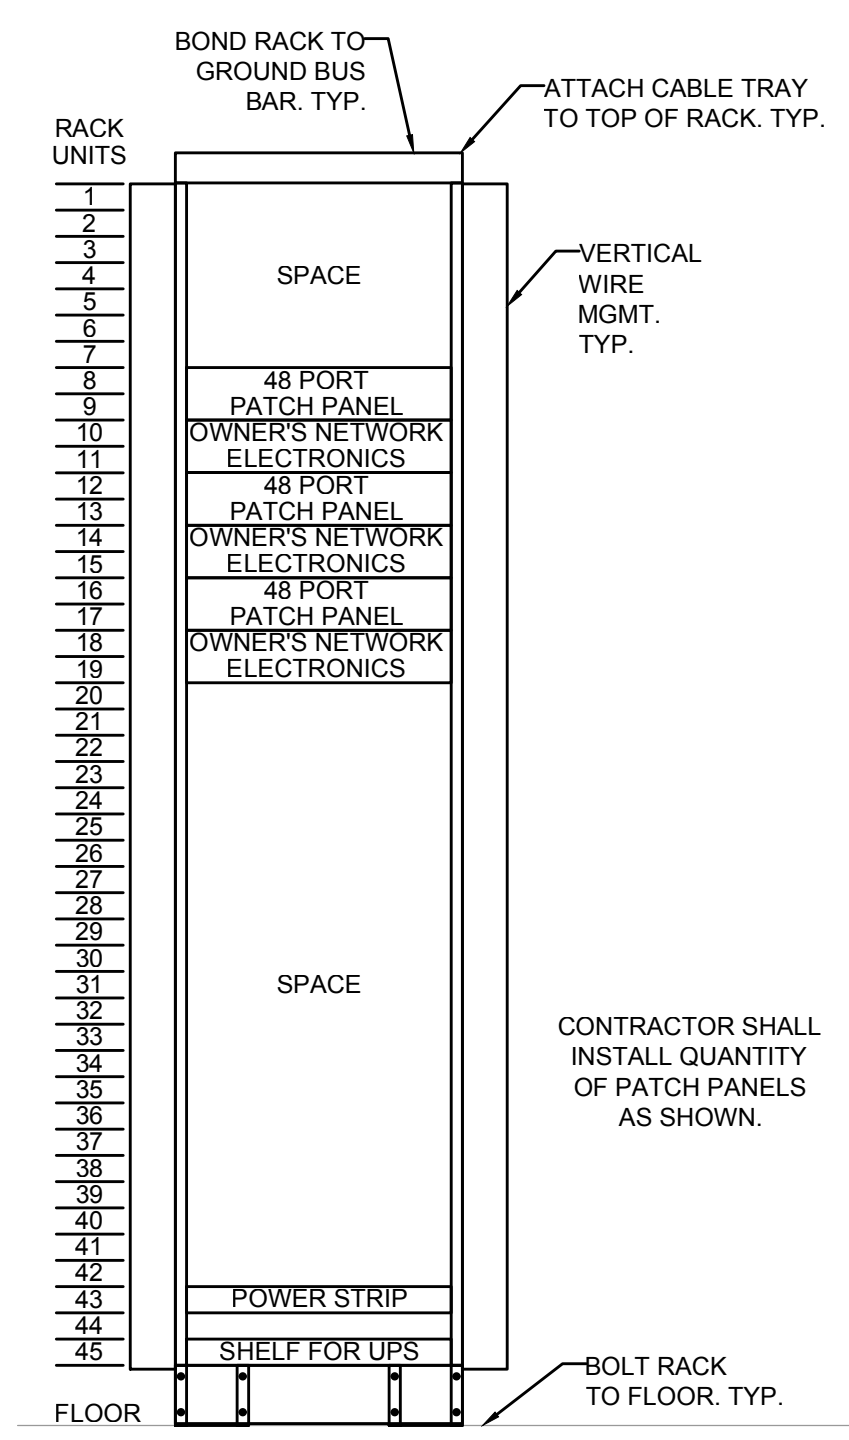 BOND RACK TO
GROUND BUS
BAR. TYP.
ATTACH CABLE TRAY
TO TOP OF RACK. TYP.
RACK
UNITS
1
2
3
4
5
6
7
8
9
10
11
12
13
14
15
16
17
18
19
20
21
22
23
24
25
26
27
28
29
30
31
32
33
34
35
36
37
38
39
40
41
42
43
44
45
FLOOR
SPACE
48 PORT
PATCH PANEL
OWNER'S NETWORK
ELECTRONICS
48 PORT
PATCH PANEL
OWNER'S NETWORK
ELECTRONICS
48 PORT
PATCH PANEL
OWNER'S NETWORK
ELECTRONICS
SPACE
POWER STRIP
SHELF FOR UPS
VERTICAL
WIRE
MGMT.
TYP.
CONTRACTOR SHALL
INSTALL QUANTITY
OF PATCH PANELS
AS SHOWN.
BOLT RACK
TO FLOOR. TYP.